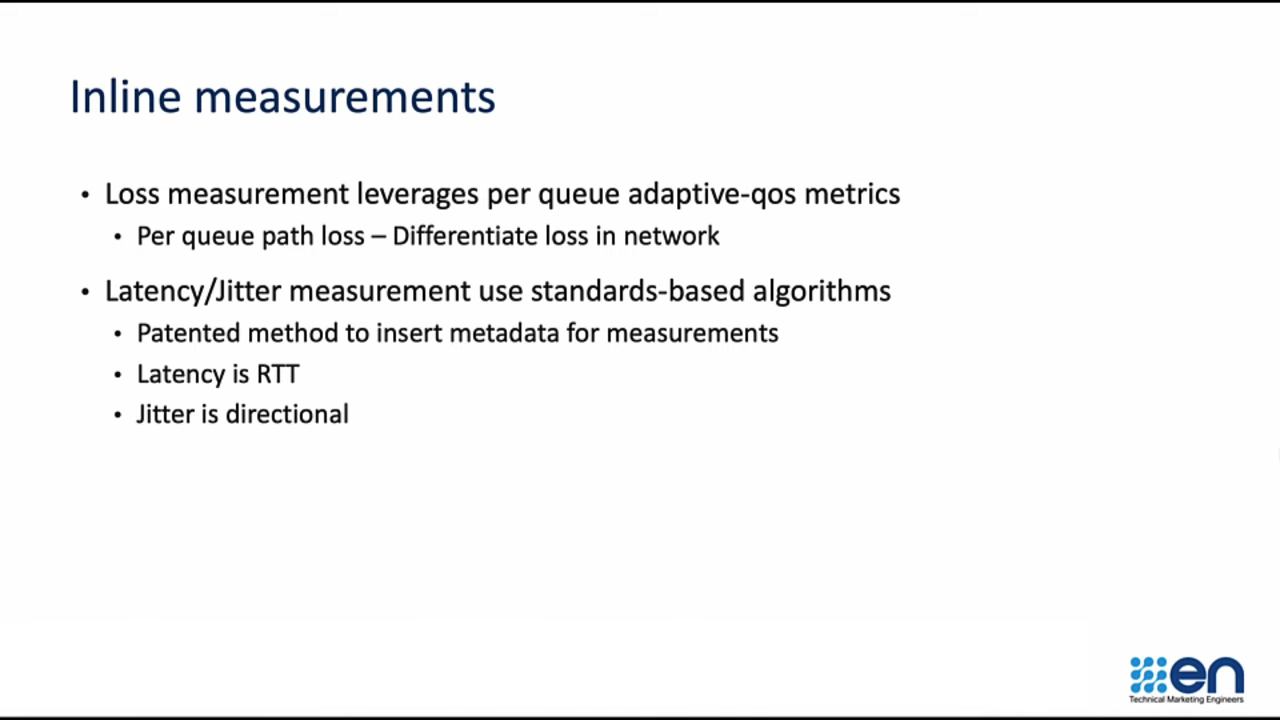 Inline measurements
• Loss measurement leverages per queue adaptive-qos metrics
• Per queue path loss – Differentiate loss in network
• Latency/Jitter measurement use standards-based algorithms
• Patented method to insert metadata for measurements
• Latency is RTT
• Jitter is directional
en
Technical Marketing Engineers